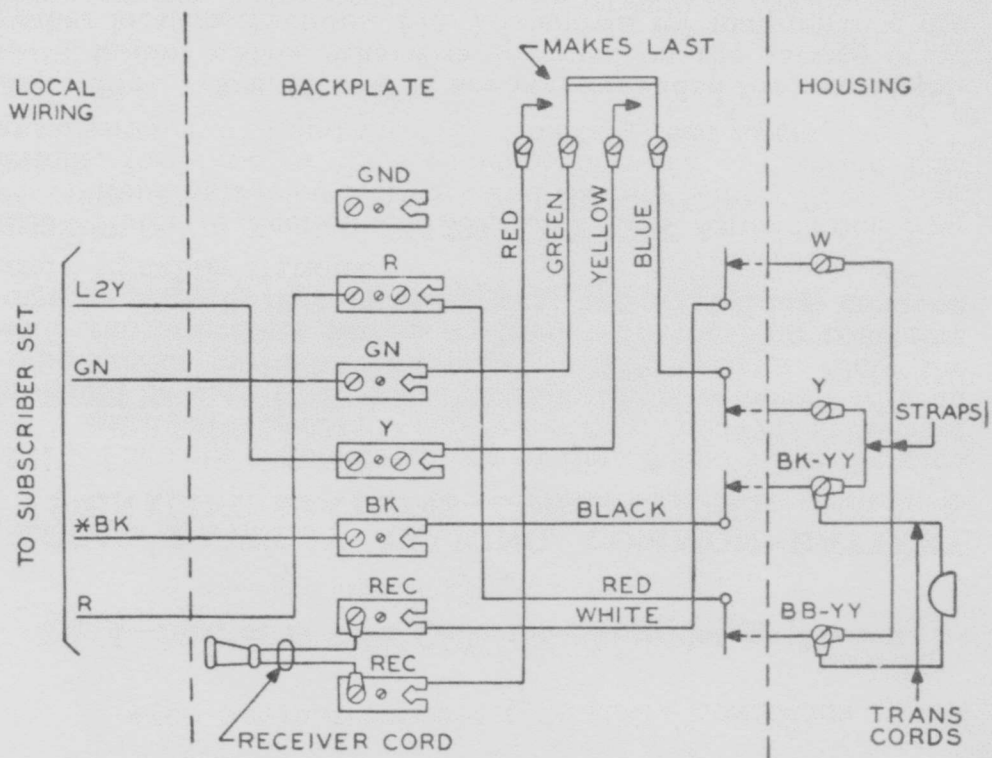 MAKES LAST
LOCAL
WIRING
BACKPLATE
HOUSING
GND
RED
GREEN
YELLOW
BLUE
W
R
L2Y
GN
GN
Y
Y
STRAPS
BK-YY
TO SUBSCRIBER SET
*BK
BK
BLACK
REC
RED
WHITE
R
BB-YY
REC
RECEIVER CORD
TRANS
CORDS